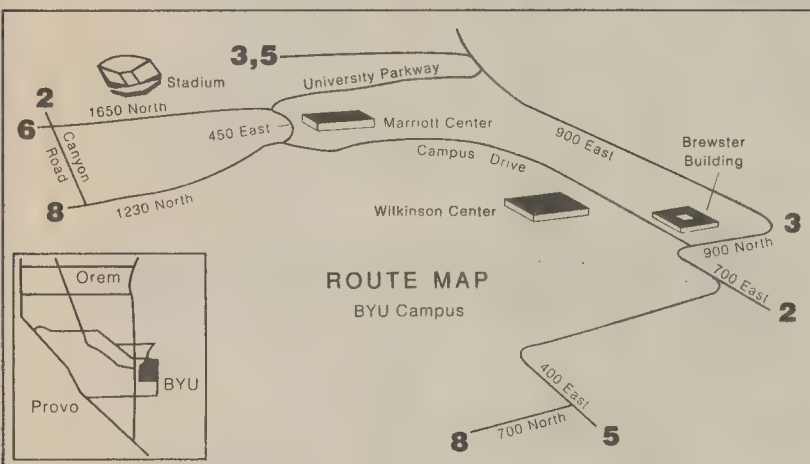 3,5
University Parkway
Stadium
2
1650 North
6
Canyon
Road
450 East
Marriott Center
Campus Drive
900 East
Brewster
Building
8
1230 North
Wilkinson Center
3
900 North
700 East
2
ROUTE MAP
BYU Campus
Orem
BYU
Provo
400 East
8
700 North
5